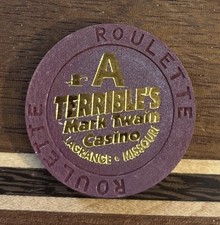 ROULETTE
A
TERRIBLE'S
Mark Twain
Casino
LAGRANGE • MISSOURI
ROULETTE